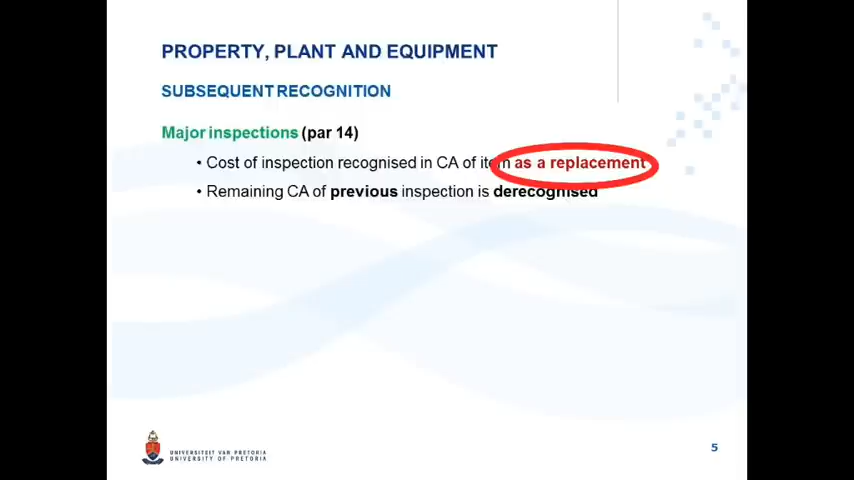 PROPERTY, PLANT AND EQUIPMENT
SUBSEQUENT RECOGNITION
Major inspections (par 14)
• Cost of inspection recognised in CA of item as a replacement
• Remaining CA of previous inspection is derecognised
UNIVERSITEIT VAN PRETORIA
UNIVERSITY OF PRETORIA
5